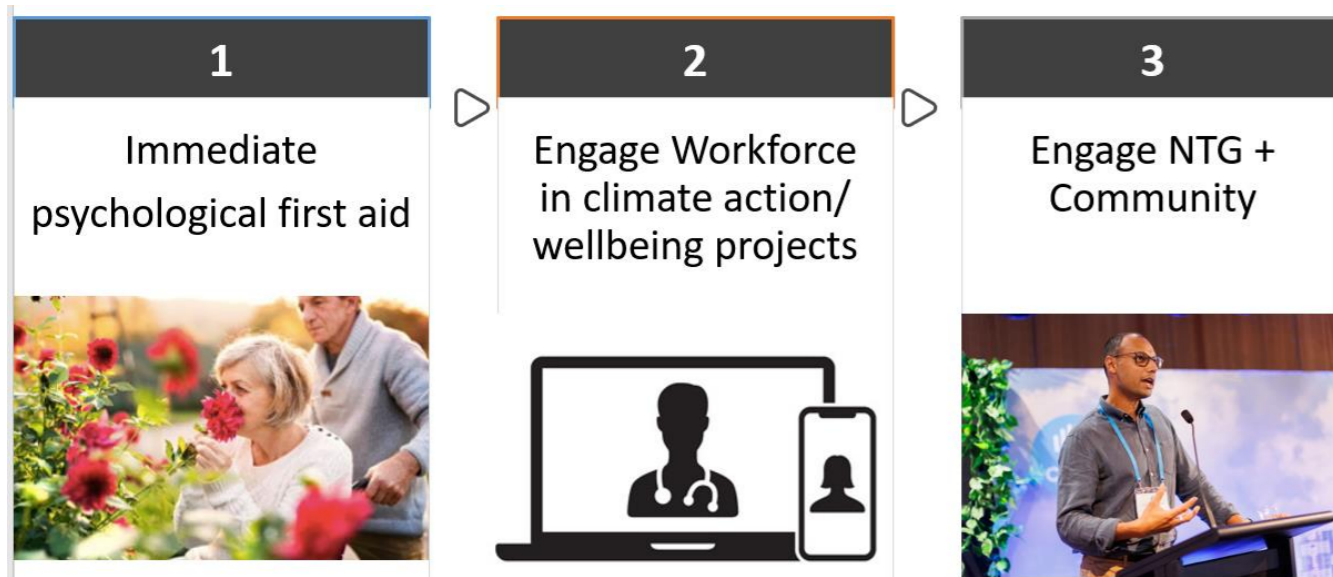 1
Immediate
psychological first aid
2
Engage Workforce
in climate action/
wellbeing projects
3
Engage NTG +
Community